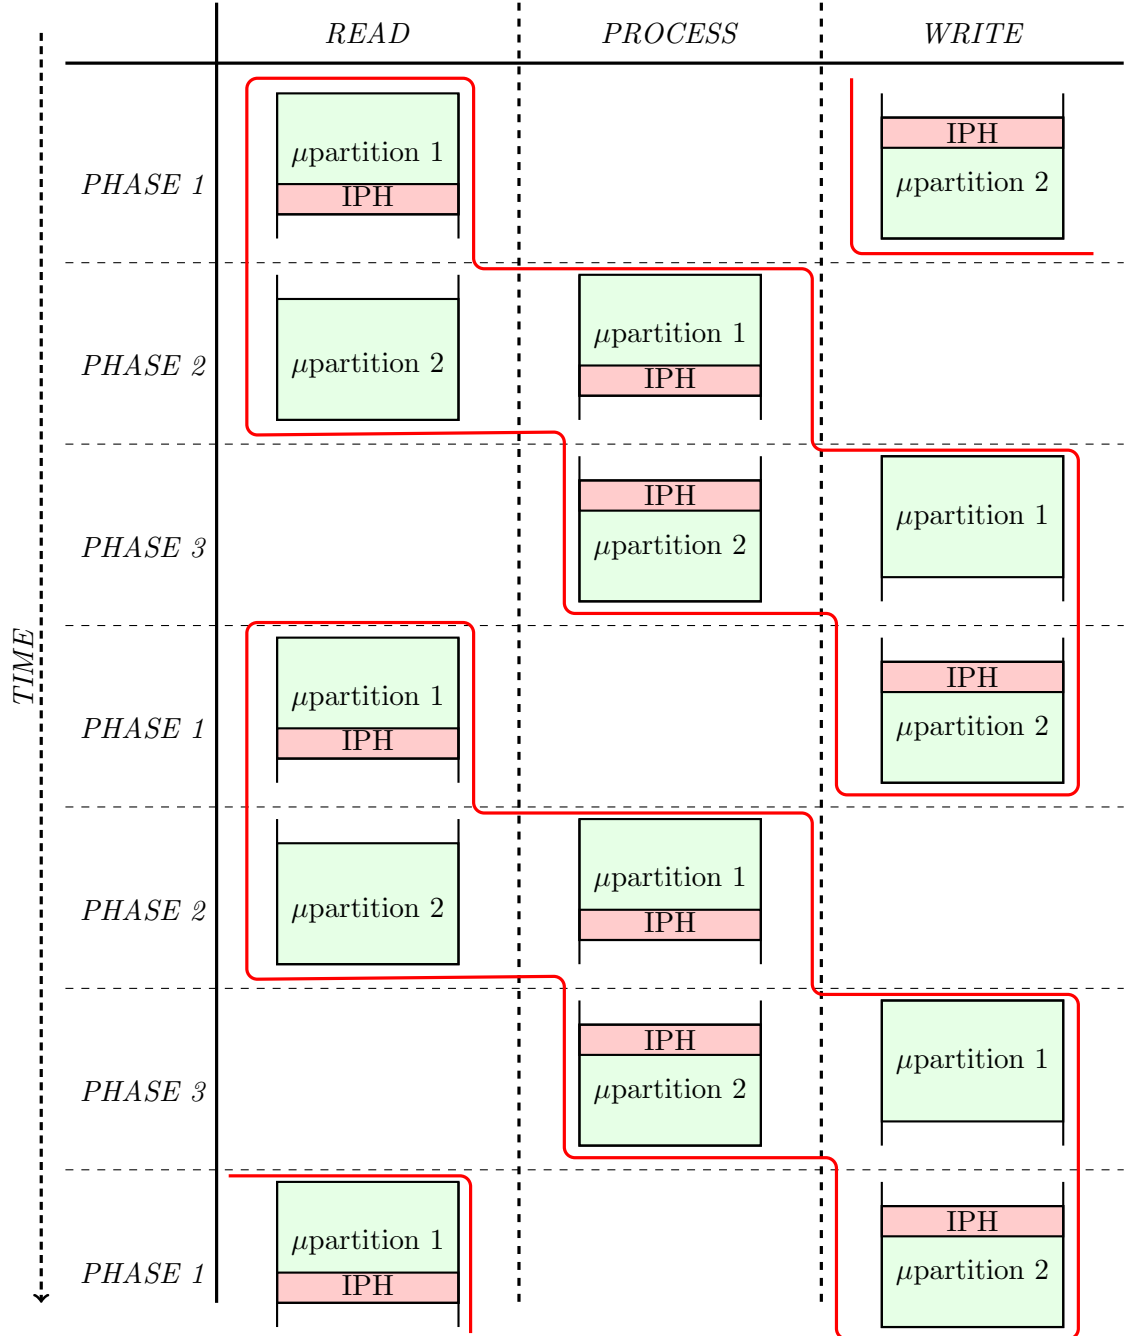 READ PROCESS WRITE
μpartition 1 IPH
IPH μpartition 2
PHASE 1
μpartition 2
μpartition 1
IPH
PHASE 2
IPH
μpartition 2
μpartition 1
PHASE 3
TIME
μpartition 1
IPH
IPH
μpartition 2
PHASE 1
μpartition 2
μpartition 1
IPH
PHASE 2
IPH
μpartition 2
μpartition 1
PHASE 3
μpartition 1
IPH
IPH
μpartition 2
PHASE 1